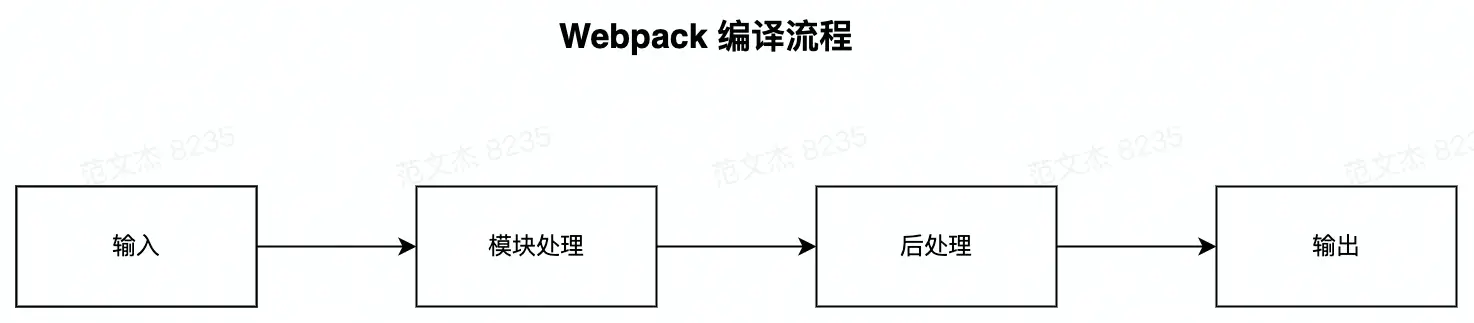 Webpack 编译流程
范文杰 8235 范文杰 8235 范文杰 8235 范文杰 8235 范文杰 823
输入 模块处理 后处理 输出